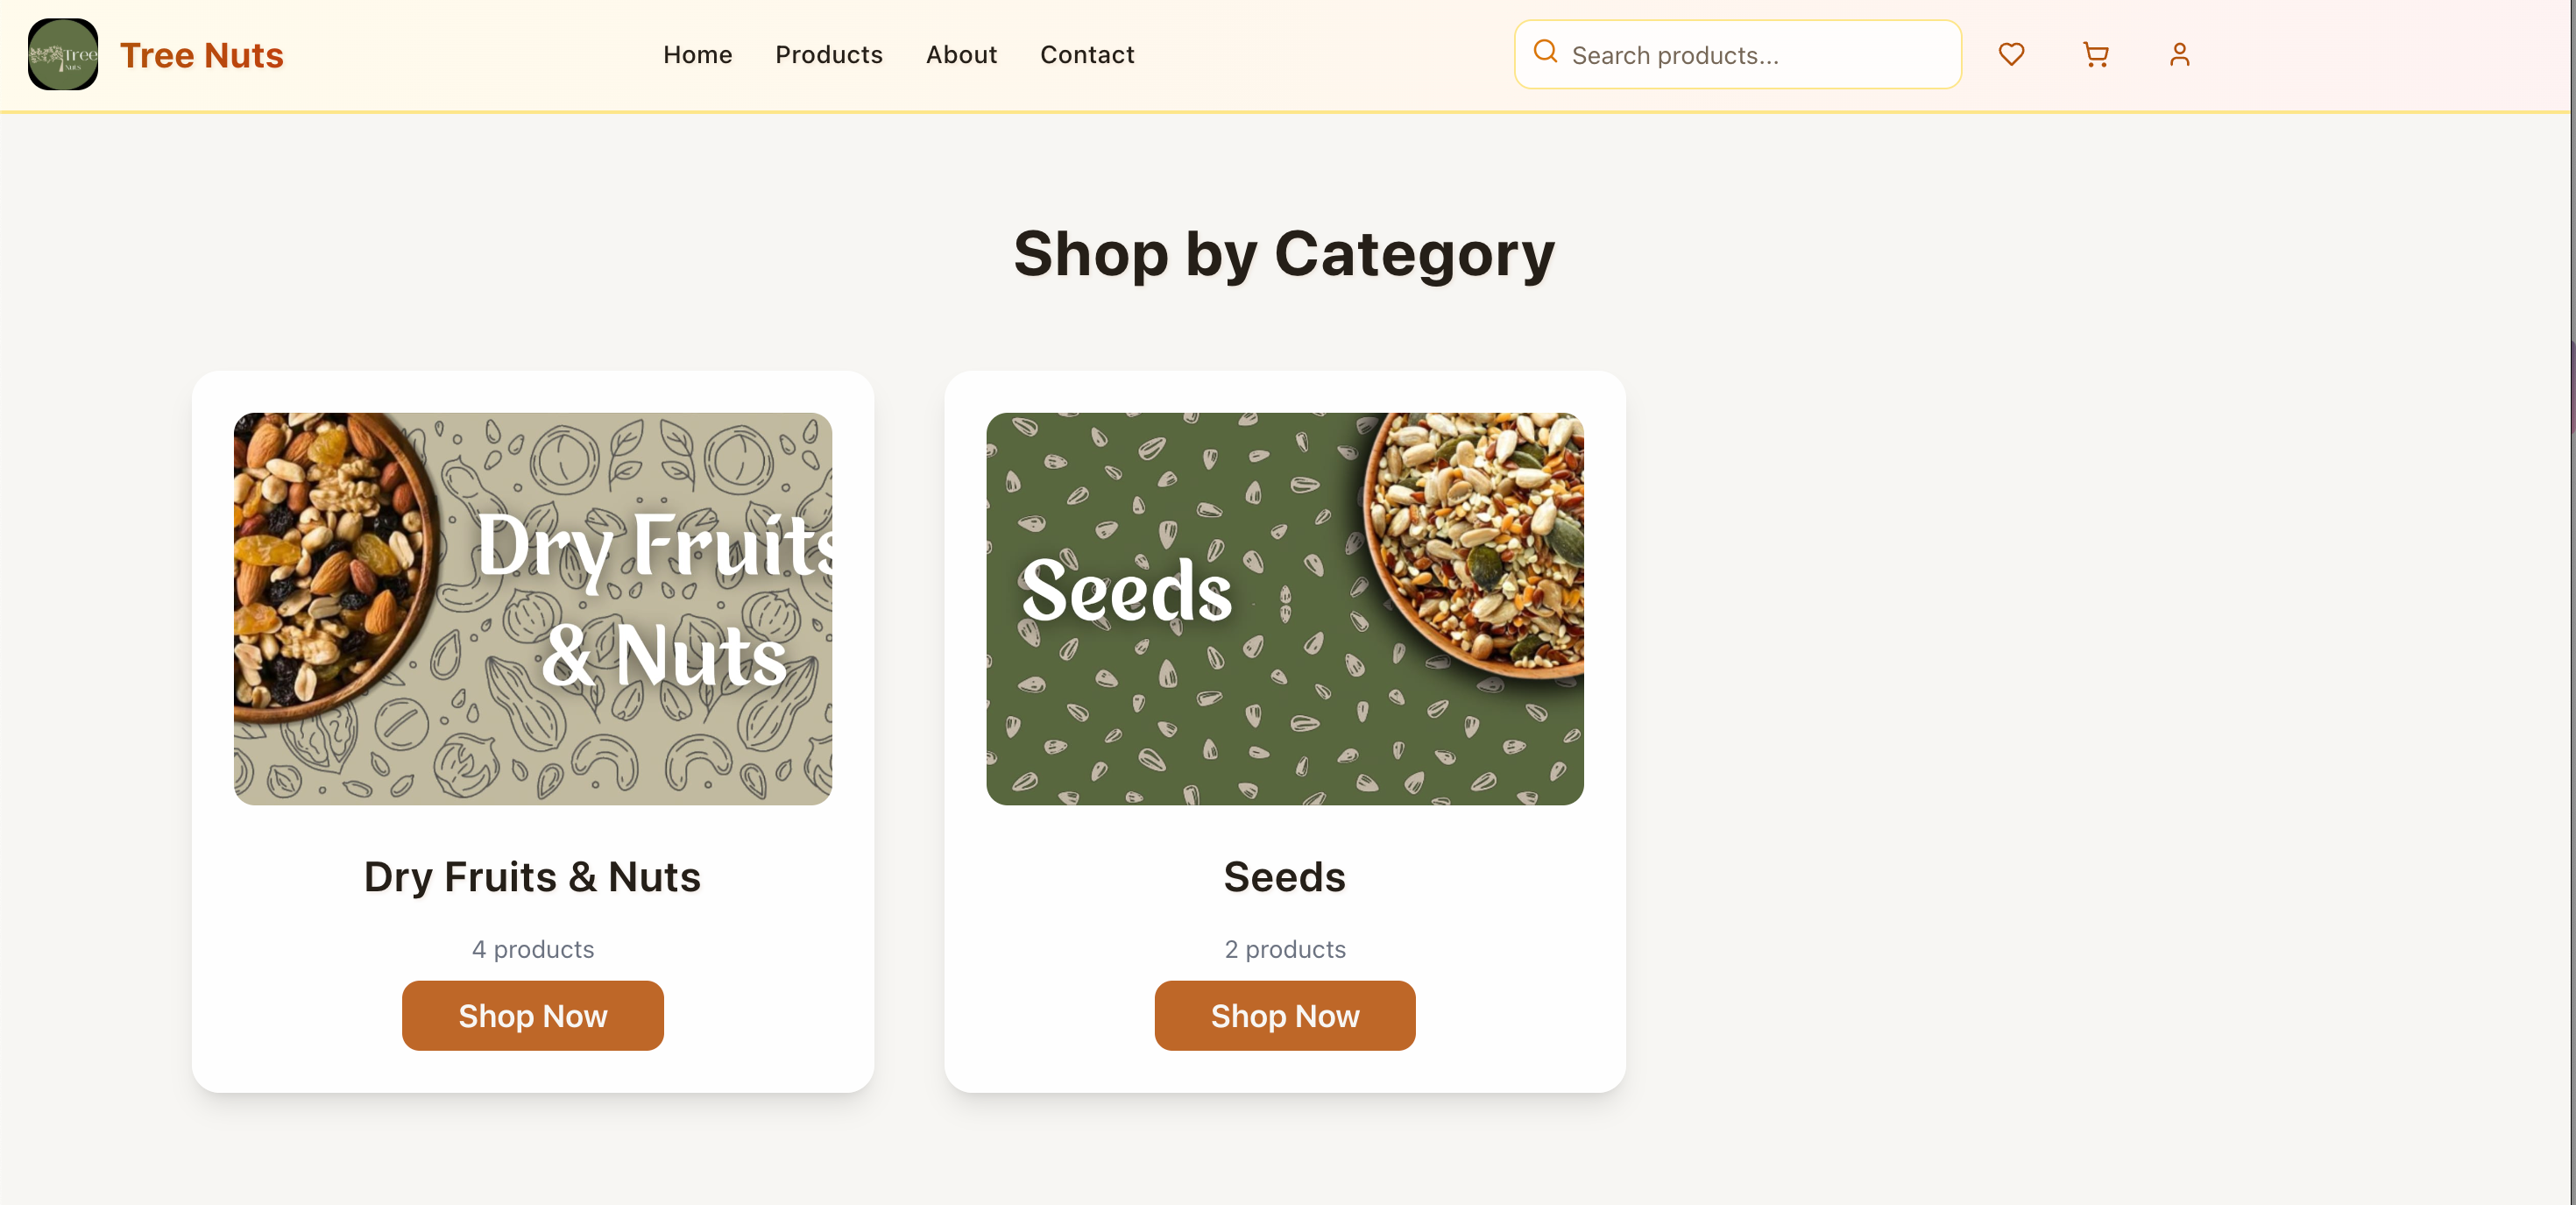 Tree
Nuts
Tree Nuts
Home
Products
About
Contact
Search products...
Shop by Category
Dry Fruits
& Nuts
Seeds
Dry Fruits & Nuts
4 products
Shop Now
Seeds
2 products
Shop Now